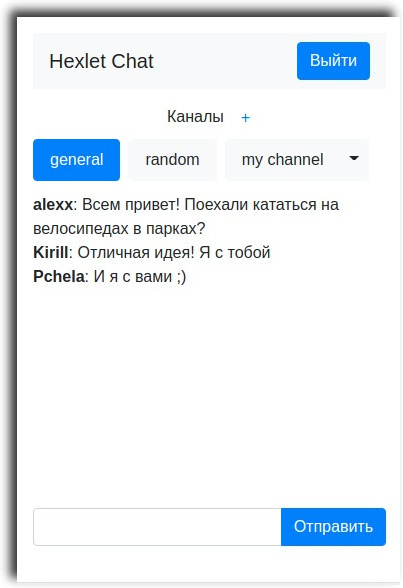 Hexlet Chat Выйти
Каналы +
general random my channel
alexx: Всем привет! Поехали кататься на
велосипедах в парках?
Kirill: Отличная идея! Я с тобой
Pchela: И я с вами ;)
Отправить